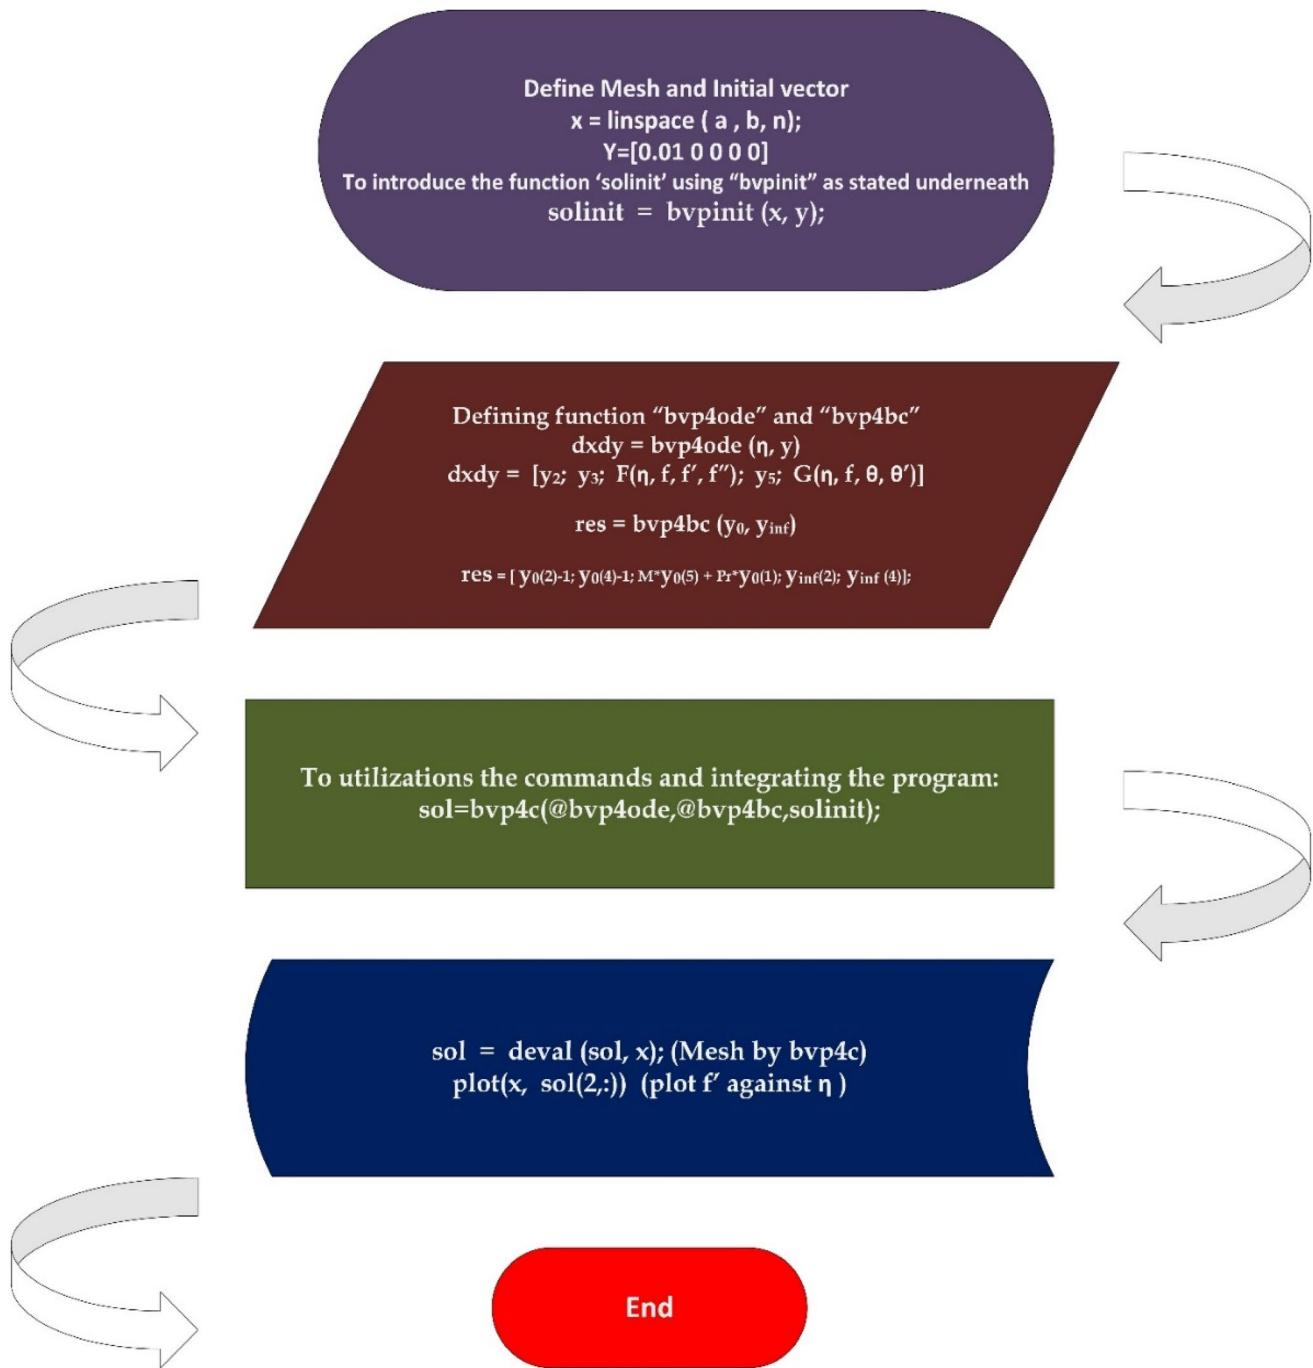 Define Mesh and Initial vector
x = linspace ( a , b, n);
Y=[0.01 0 0 0 0]
To introduce the function ‘solinit’ using “bvpinit” as stated underneath
solinit = bvpinit (x, y);
Defining function “bvp4ode” and “bvp4bc”
dxdy = bvp4ode (η, y)
dxdy = [y₂; y₃; F(η, f, f′, f″); y₅; G(η, f, θ, θ′)]
res = bvp4bc (y₀, yinf)
res = [ y0(2)-1; y0(4)-1; M*y0(5) + Pr*y0(1); yinf(2); yinf (4)];
To utilizations the commands and integrating the program:
sol=bvp4c(@bvp4ode,@bvp4bc,solinit);
sol = deval (sol, x); (Mesh by bvp4c)
plot(x, sol(2,:)) (plot f′ against η )
End